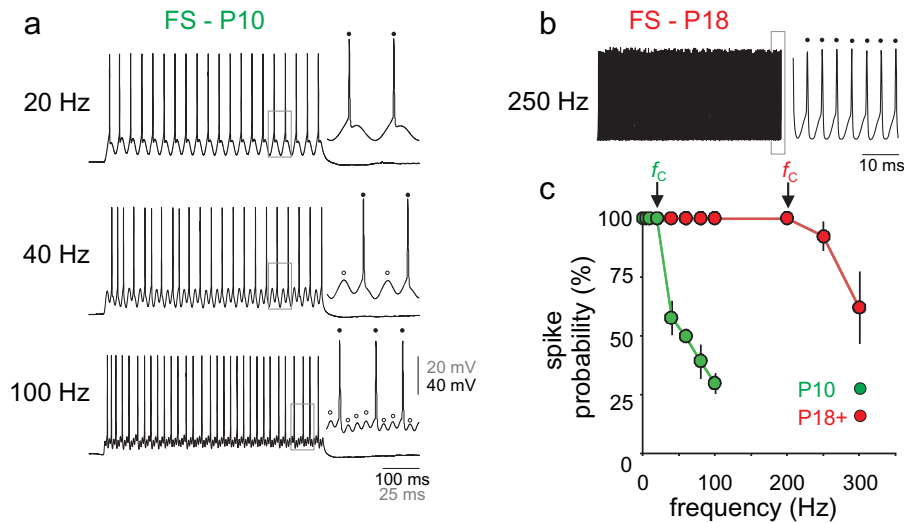 a
FS - P10
20 Hz
40 Hz
100 Hz
20 mV
40 mV
100 ms
25 ms
b
FS - P18
250 Hz
10 ms
c
fC
fC
spike probability (%)
100
75
50
25
0
P10
P18+
0 100 200 300
frequency (Hz)